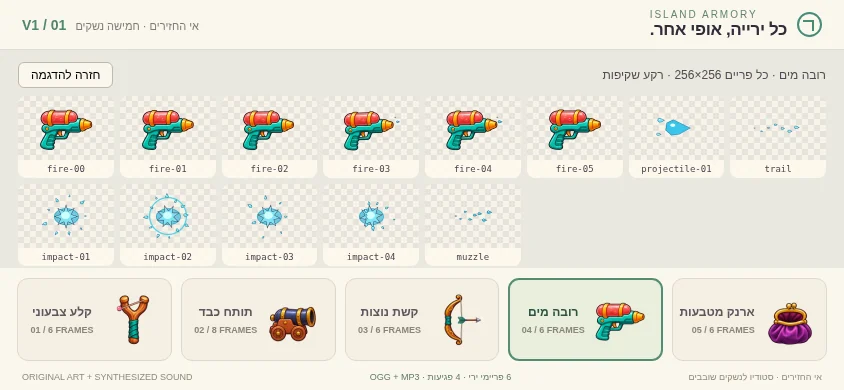 ISLAND ARMORY
כל ירייה, אופי אחר.
אי החזירים · חמישה נשקים
V1 / 01
רובה מים · כל פריים 256×256 · רקע שקיפות
חזרה להדגמה
fire-00
fire-01
fire-02
fire-03
fire-04
fire-05
projectile-01
trail
impact-01
impact-02
impact-03
impact-04
muzzle
ארנק מטבעות
05 / 6 FRAMES
רובה מים
04 / 6 FRAMES
קשת נוצות
03 / 6 FRAMES
תותח כבד
02 / 8 FRAMES
קלע צבעוני
01 / 6 FRAMES
אי החזירים · סטודיו לנשקים שובבים
6 פריימי ירי · 4 פגיעות · OGG + MP3
ORIGINAL ART + SYNTHESIZED SOUND